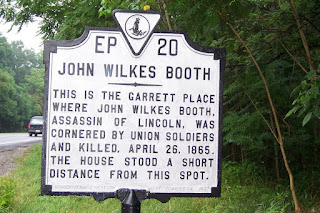 EP 20
JOHN WILKES BOOTH
THIS IS THE GARRETT PLACE
WHERE JOHN WILKES BOOTH,
ASSASSIN OF LINCOLN, WAS
CORNERED BY UNION SOLDIERS
AND KILLED, APRIL 26, 1865.
THE HOUSE STOOD A SHORT
DISTANCE FROM THIS SPOT.